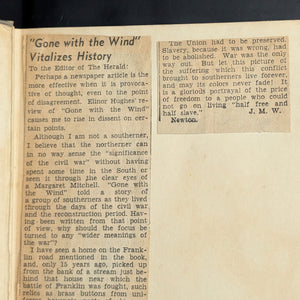 "Gone with the Wind"
Vitalizes History
To the Editor of The Herald:
Perhaps a newspaper article is the
more effective when it is provoca-
tive of thought, even to the point
of disagreement. Elinor Hughes' re-
view of "Gone with the Wind"
causes me to rise in dissent on cer-
tain points.
Although I am not a southerner,
I believe that the northerner can
in no way sense the "significance
of the civil war" without having
spent some time in the South or
seen it through the clear eyes of
a Margaret Mitchell. "Gone with
the Wind" told a story of
a group of southerners as they lived
through the days of the civil war,
and the reconstruction period. Hav-
ing been written from that point
of view, why should the focus be
turned to any "wider meanings of
the war"?
I have seen a home on the Frank-
lin road mentioned in the book,
and, only 15 years ago, picked up
from the bank of a stream just be-
hind that house near which the
battle of Franklin was fought, such
relics as brass buttons from uni-
The Union had to be preserved.
Slavery, because it was wrong, had
to be abolished. War was the only
way out. But let this picture of
the suffering which this conflict
brought to southerners live forever,
and may its colors never fade! It
is a glorious portrayal of the price
of freedom to a people who could
not go on living "half free and
half slave." J. M. W.
Newton.